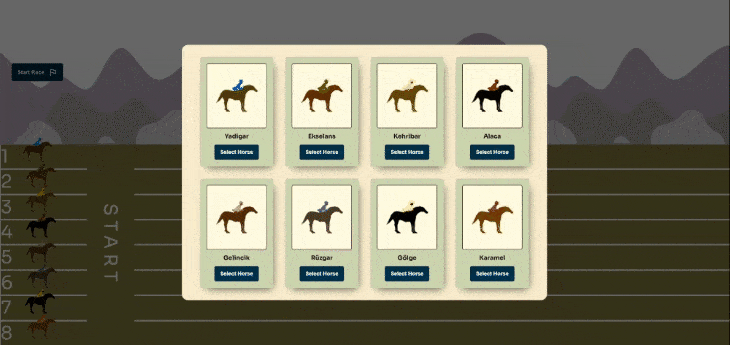 Start Race
Yadigar
Ekselans
Kehribar
Alaca
Select Horse
Select Horse
Select Horse
Select Horse
Gelincik
Rüzgar
Gölge
Karamel
Select Horse
Select Horse
Select Horse
Select Horse
1
2
3
4
5
6
7
8
START